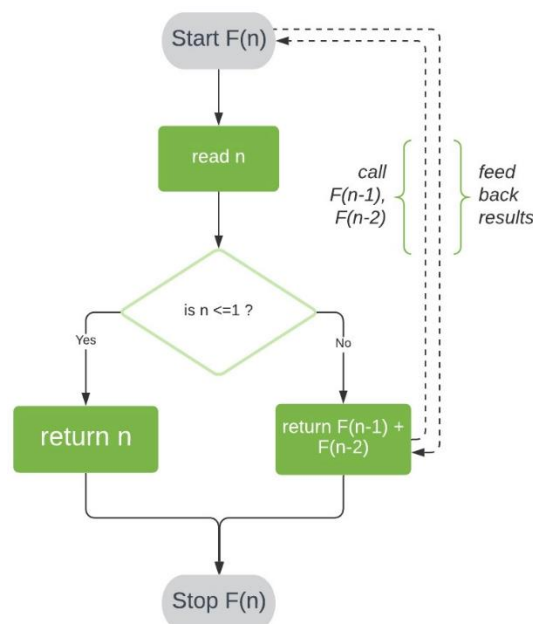 Start F(n)
read n
call
F(n-1),
F(n-2)
feed
back
results
is n <=1 ?
Yes
No
return n
return F(n-1) +
F(n-2)
Stop F(n)